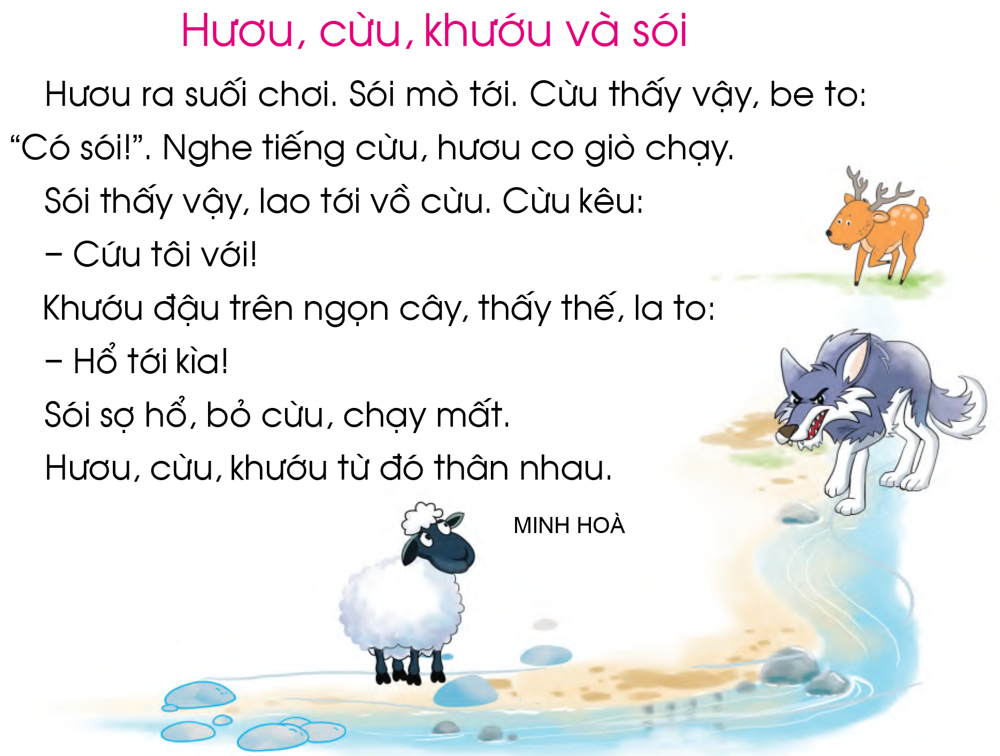 Hươu, cừu, khướu và sói
Hươu ra suối chơi. Sói mò tới. Cừu thấy vậy, be to:
“Có sói!”. Nghe tiếng cừu, hươu co giò chạy.
Sói thấy vậy, lao tới vồ cừu. Cừu kêu:
– Cứu tôi với!
Khướu đậu trên ngọn cây, thấy thế, la to:
– Hổ tới kìa!
Sói sợ hổ, bỏ cừu, chạy mất.
Hươu, cừu, khướu từ đó thân nhau.
MINH HOÀ